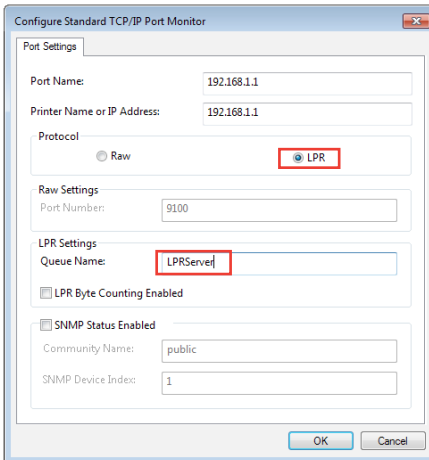 Configure Standard TCP/IP Port Monitor
Port Settings
Port Name: 192.168.1.1
Printer Name or IP Address: 192.168.1.1
Protocol
Raw LPR
Raw Settings
Port Number: 9100
LPR Settings
Queue Name: LPRServer
LPR Byte Counting Enabled
SNMP Status Enabled
Community Name: public
SNMP Device Index: 1
OK Cancel